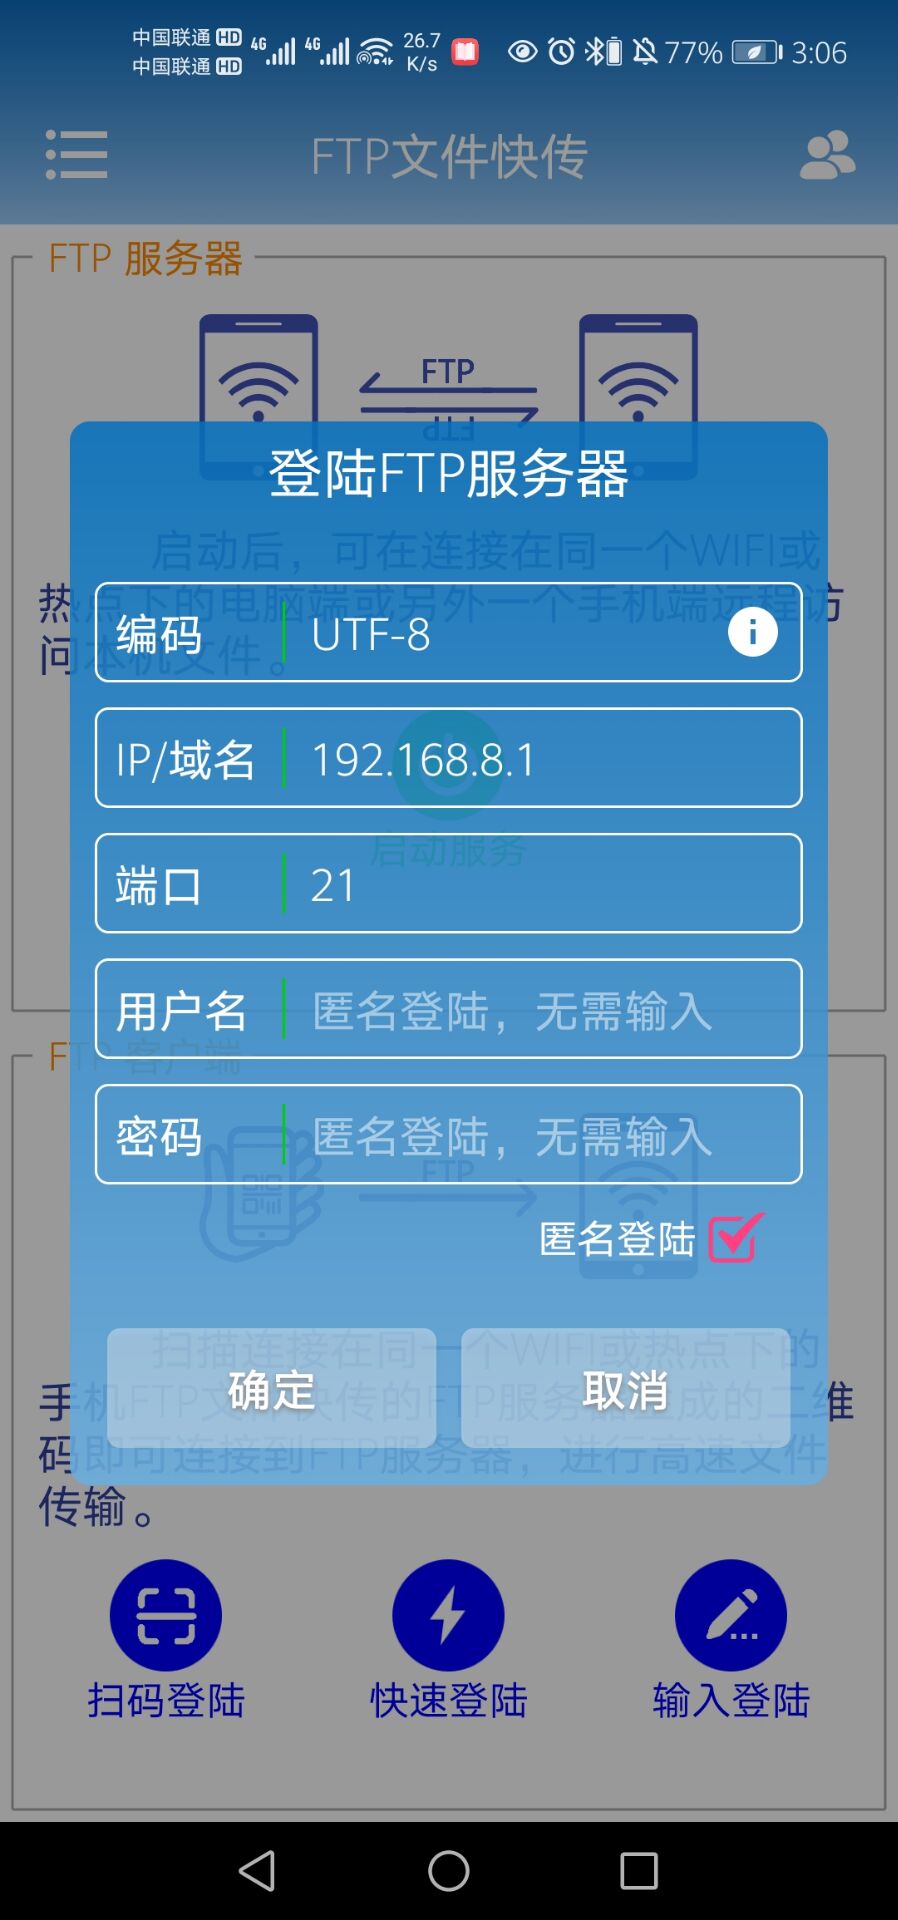 中国联通 HD 4G 4G 26.7 K/s 77% 3:06
中国联通 HD
FTP文件快传
FTP 服务器
FTP
FTP
登陆FTP服务器
启动后，可在连接在同一个WIFI或
热点下的电脑端或另外一个手机端远程访
问本机文件。
编码 UTF-8
IP/域名 192.168.8.1
启动服务
端口 21
用户名 匿名登陆，无需输入
FTP 客户端
密码 匿名登陆，无需输入
FTP
匿名登陆
扫描连接在同一个WIFI或热点下的
手机FTP文件快传的FTP服务器生成的二维
码即可连接到FTP服务器，进行高速文件
传输。
确定 取消
扫码登陆 快速登陆 输入登陆